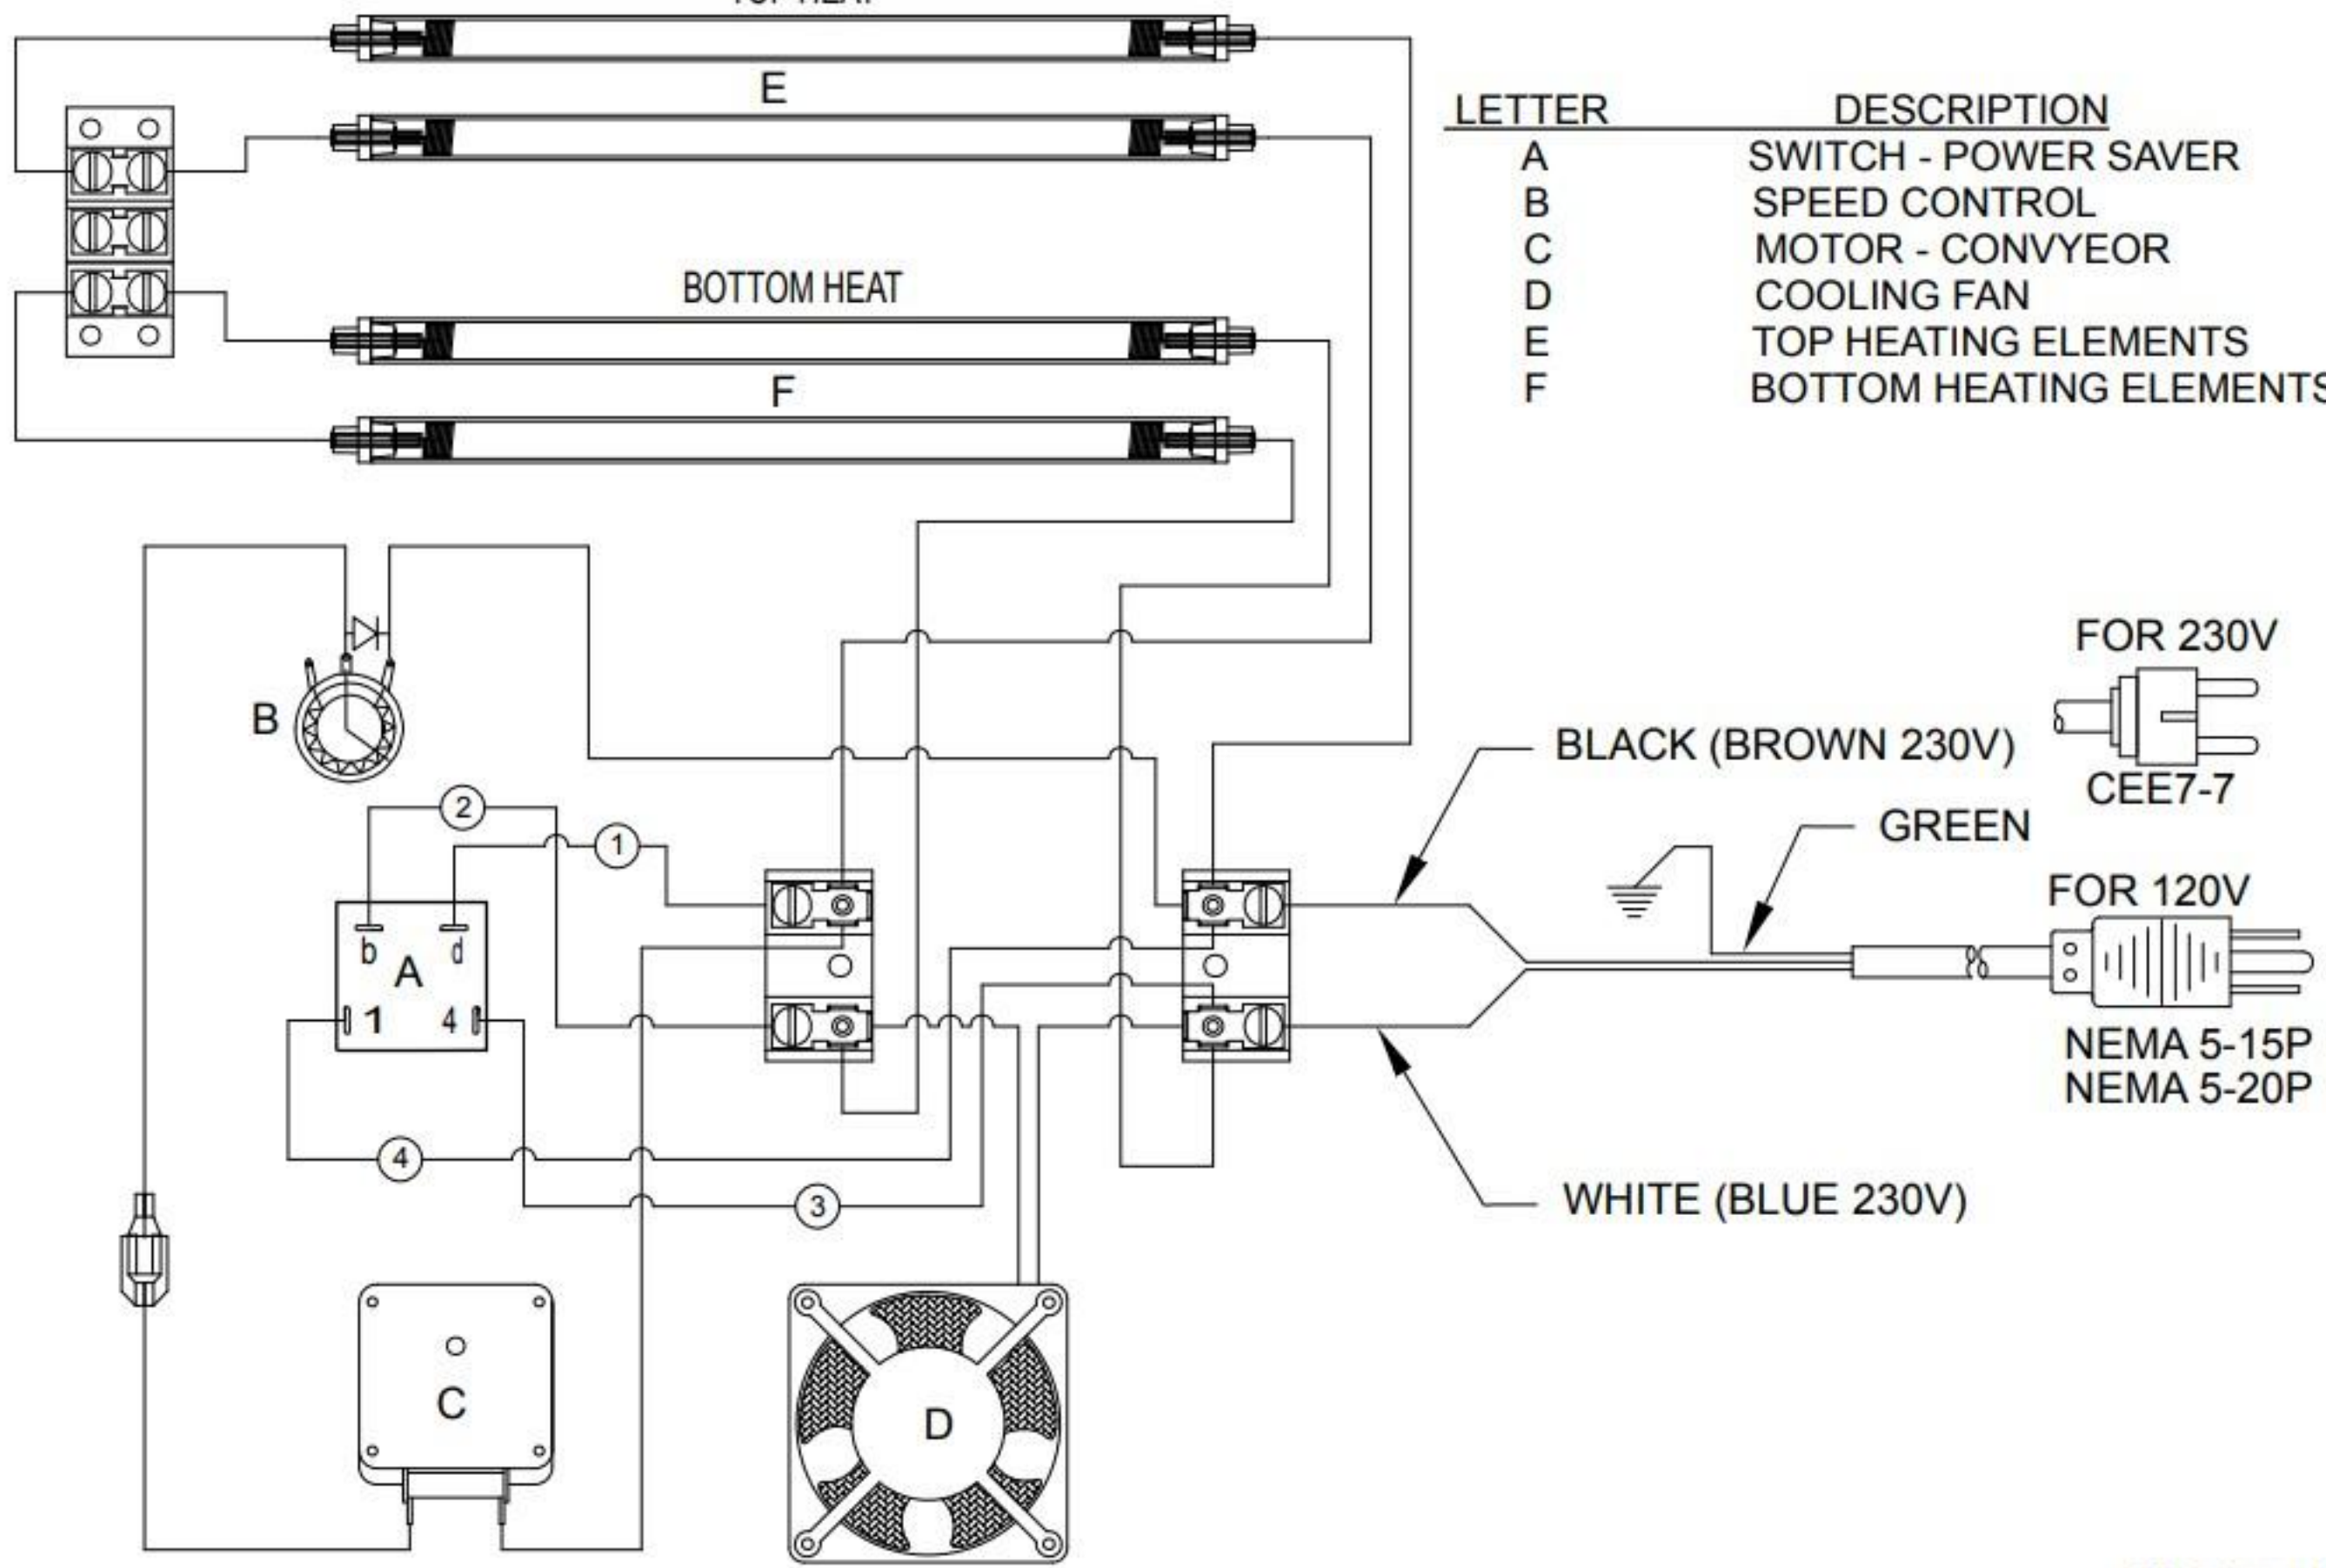 TOP HEAT
E
LETTER DESCRIPTION
A SWITCH - POWER SAVER
B SPEED CONTROL
C MOTOR - CONVYEOR
D COOLING FAN
E TOP HEATING ELEMENTS
F BOTTOM HEATING ELEMENTS
BOTTOM HEAT
F
B
FOR 230V
CEE7-7
BLACK (BROWN 230V)
GREEN
FOR 120V
NEMA 5-15P
NEMA 5-20P
WHITE (BLUE 230V)
2
1
b d
A
1 4
4
3
C
D